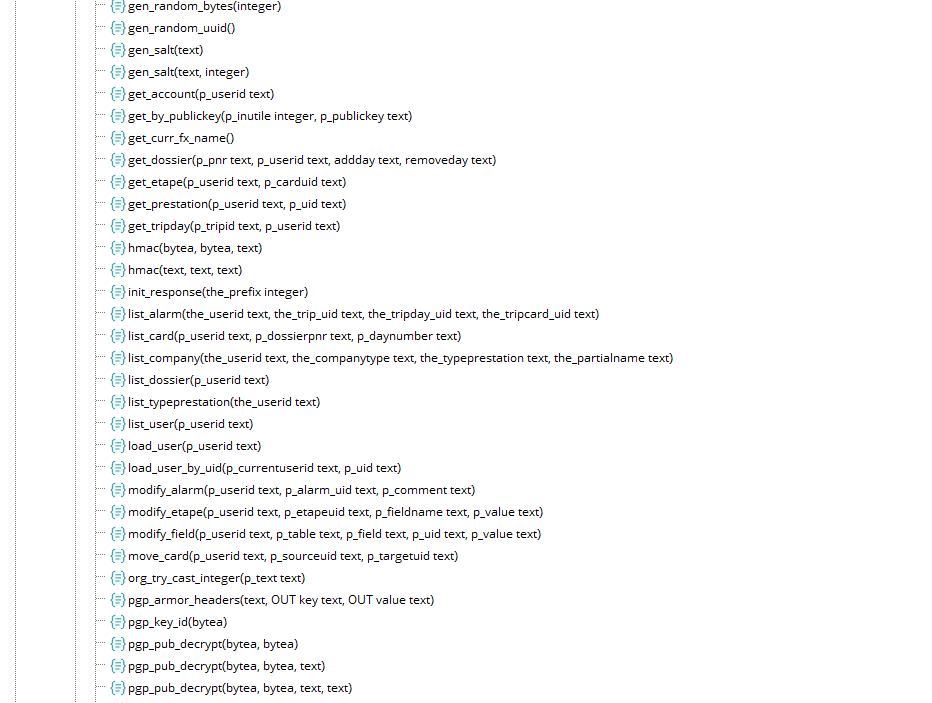 gen_random_bytes(integer)
gen_random_uuid()
gen_salt(text)
gen_salt(text, integer)
get_account(p_userid text)
get_by_publickey(p_inutile integer, p_publickey text)
get_curr_fx_name()
get_dossier(p_pnr text, p_userid text, addday text, removeday text)
get_etape(p_userid text, p_carduid text)
get_prestation(p_userid text, p_uid text)
get_tripday(p_tripid text, p_userid text)
hmac(bytea, bytea, text)
hmac(text, text, text)
init_response(the_prefix integer)
list_alarm(the_userid text, the_trip_uid text, the_tripday_uid text, the_tripcard_uid text)
list_card(p_userid text, p_dossierpnr text, p_daynumber text)
list_company(the_userid text, the_companytype text, the_typeprestation text, the_partialname text)
list_dossier(p_userid text)
list_typeprestation(the_userid text)
list_user(p_userid text)
load_user(p_userid text)
load_user_by_uid(p_currentuserid text, p_uid text)
modify_alarm(p_userid text, p_alarm_uid text, p_comment text)
modify_etape(p_userid text, p_etapeuid text, p_fieldname text, p_value text)
modify_field(p_userid text, p_table text, p_field text, p_uid text, p_value text)
move_card(p_userid text, p_sourceuid text, p_targetuid text)
org_try_cast_integer(p_text text)
pgp_armor_headers(text, OUT key text, OUT value text)
pgp_key_id(bytea)
pgp_pub_decrypt(bytea, bytea)
pgp_pub_decrypt(bytea, bytea, text)
pgp_pub_decrypt(bytea, bytea, text, text)